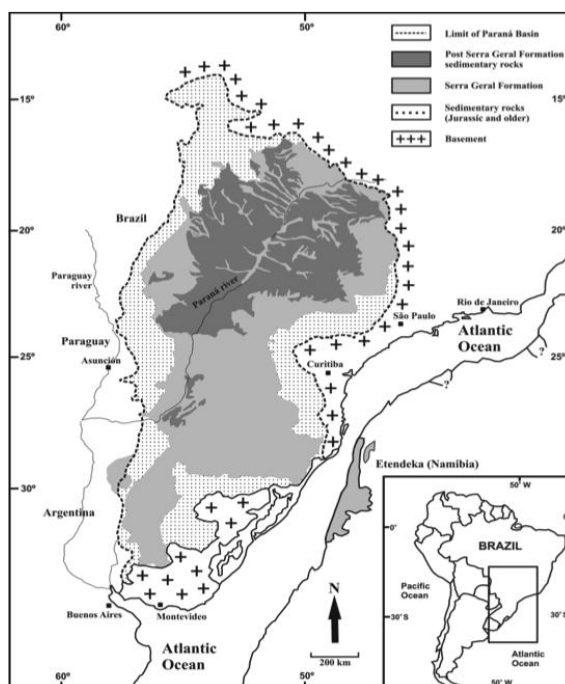 60°
50°
Limit of Paraná Basin
Post Serra Geral Formation
sedimentary rocks
Serra Geral Formation
Sedimentary rocks
(Jurassic and older)
Basement
15°
15°
Brazil
20°
20°
Paraguay
river
Paraná river
Rio de Janeiro
São Paulo
Paraguay
Atlantic
Ocean
Asunción
25°
25°
Curitiba
?
?
Etendeka (Namibia)
30°
Argentina
50° W
0°
BRAZIL
N
Pacific
Ocean
30°S
30°S
Buenos Aires
Montevideo
Atlantic
Ocean
200 km
Atlantic
Ocean
50° W
60°
50°